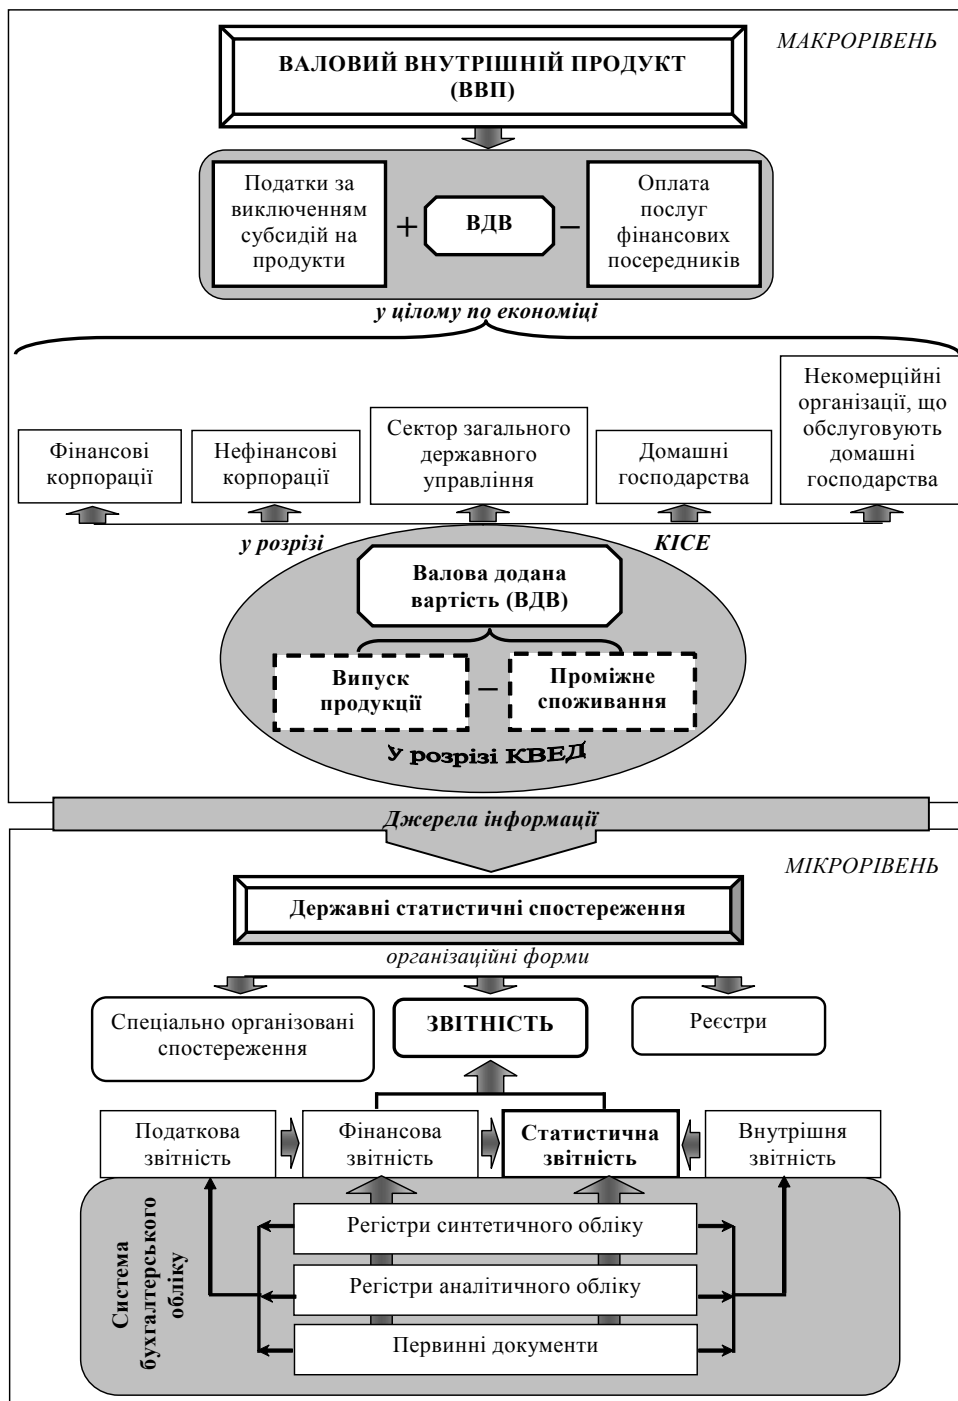 МАКРОРІВЕНЬ
ВАЛОВИЙ ВНУТРІШНІЙ ПРОДУКТ
(ВВП)
Податки за
виключенням
субсидій на
продукти
+
ВДВ
–
Оплата
послуг
фінансових
посередників
у цілому по економіці
Фінансові
корпорації
Нефінансові
корпорації
Сектор загального
державного
управління
Домашні
господарства
Некомерційні
організації, що
обслуговують
домашні
господарства
у розрізі
КІСЕ
Валова додана
вартість (ВДВ)
Випуск
продукції
–
Проміжне
споживання
У розрізі КВЕД
Джерела інформації
МІКРОРІВЕНЬ
Державні статистичні спостереження
організаційні форми
Спеціально організовані
спостереження
ЗВІТНІСТЬ
Реєстри
Податкова
звітність
Фінансова
звітність
Статистична
звітність
Внутрішня
звітність
Система
бухгалтерського
обліку
Регістри синтетичного обліку
Регістри аналітичного обліку
Первинні документи